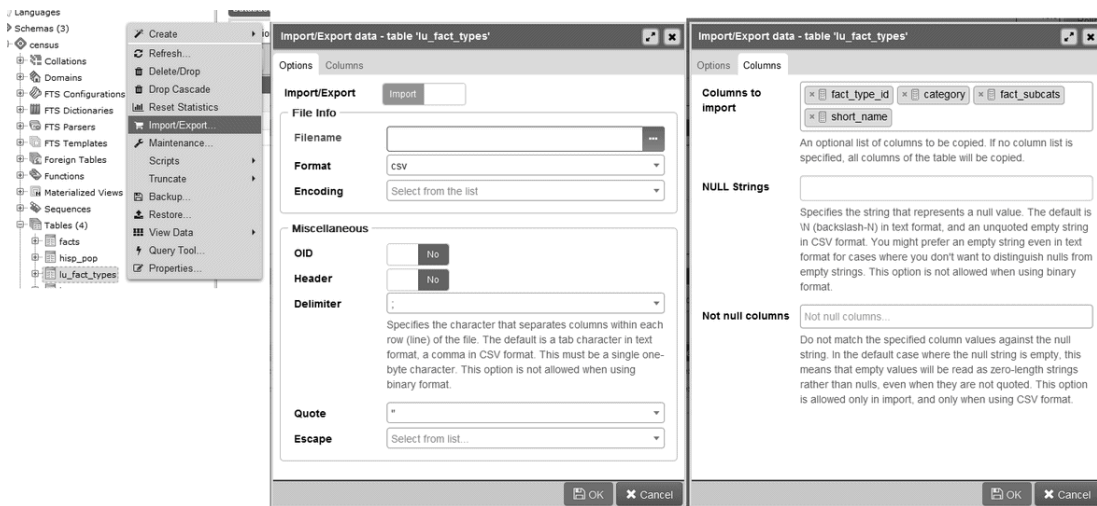 Languages
Schemas (3)
census
Collations
Domains
FTS Configurations
FTS Dictionaries
FTS Parsers
FTS Templates
Foreign Tables
Functions
Materialized Views
Sequences
Tables (4)
facts
hisp_pop
lu_fact_types
Create
Refresh...
Delete/Drop
Drop Cascade
Reset Statistics
Import/Export...
Maintenance...
Scripts
Truncate
Backup...
Restore...
View Data
Query Tool...
Properties...
Import/Export data - table 'lu_fact_types'
Options Columns
Import/Export Import
File Info
Filename
Format csv
Encoding Select from the list
Miscellaneous
OID No
Header No
Delimiter ;
Specifies the character that separates columns within each
row (line) of the file. The default is a tab character in text
format, a comma in CSV format. This must be a single one-
byte character. This option is not allowed when using
binary format.
Quote "
Escape Select from list...
OK Cancel
Import/Export data - table 'lu_fact_types'
Options Columns
Columns to
import
× fact_type_id × category × fact_subcats
× short_name
An optional list of columns to be copied. If no column list is
specified, all columns of the table will be copied.
NULL Strings
Specifies the string that represents a null value. The default is
\N (backslash-N) in text format, and an unquoted empty string
in CSV format. You might prefer an empty string even in text
format for cases where you don't want to distinguish nulls from
empty strings. This option is not allowed when using binary
format.
Not null columns Not null columns...
Do not match the specified column values against the null
string. In the default case where the null string is empty, this
means that empty values will be read as zero-length strings
rather than nulls, even when they are not quoted. This option
is allowed only in import, and only when using CSV format.
OK Cancel